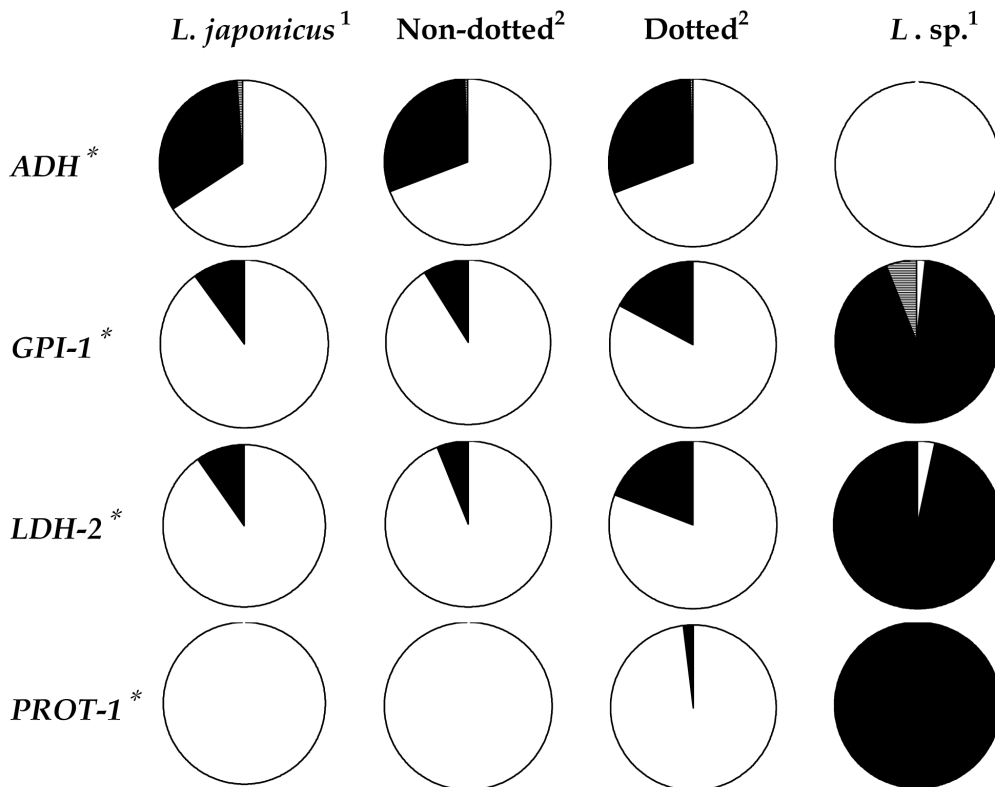 L. japonicus¹ Non-dotted² Dotted² L. sp.¹
ADH*
GPI-1*
LDH-2*
PROT-1*